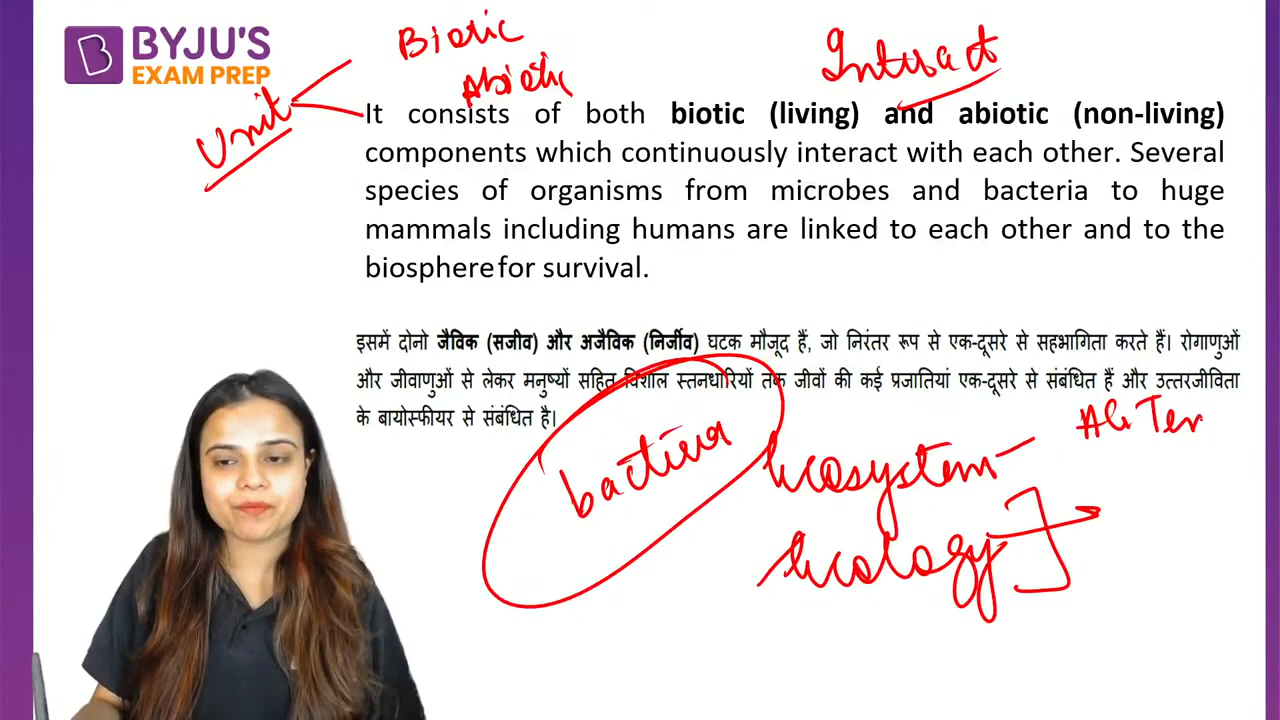 BYJU'S
EXAM PREP
Biotic
Abiotic
Interact
Unit
It consists of both biotic (living) and abiotic (non-living)
components which continuously interact with each other. Several
species of organisms from microbes and bacteria to huge
mammals including humans are linked to each other and to the
biosphere for survival.
इसमें दोनो जैविक (सजीव) और अजैविक (निर्जीव) घटक मौजूद हैं, जो निरंतर रूप से एक-दूसरे से सहभागिता करते हैं। रोगाणुओं
और जीवाणुओं से लेकर मनुष्यों सहित विशाल स्तनधारियों तक जीवों की कई प्रजातियां एक-दूसरे से संबंधित हैं और उत्तरजीविता
के बायोस्फीयर से संबंधित है।
bacteria
Ecosystem
Ecology
Ter